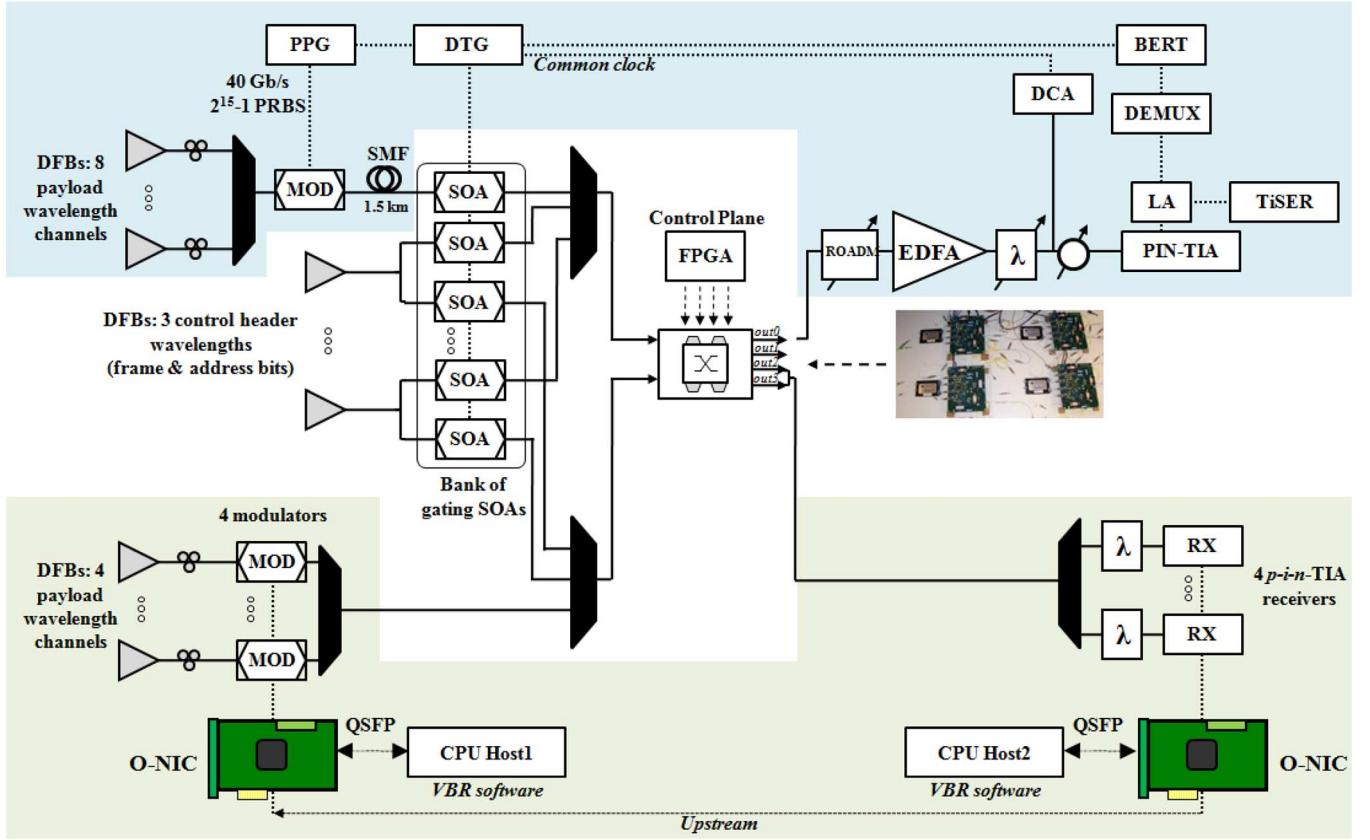 PPG
DTG
BERT
Common clock
40 Gb/s
2¹⁵-1 PRBS
DCA
DEMUX
DFBs: 8
payload
wavelength
channels
MOD
SMF
1.5 km
SOA
SOA
SOA
SOA
SOA
Bank of
gating SOAs
DFBs: 3 control header
wavelengths
(frame & address bits)
Control Plane
FPGA
out0
out1
out2
out3
ROADM
EDFA
λ
LA
TiSER
PIN-TIA
4 modulators
DFBs: 4
payload
wavelength
channels
MOD
MOD
λ
RX
λ
RX
4 p-i-n-TIA
receivers
O-NIC
QSFP
CPU Host1
VBR software
CPU Host2
VBR software
QSFP
O-NIC
Upstream